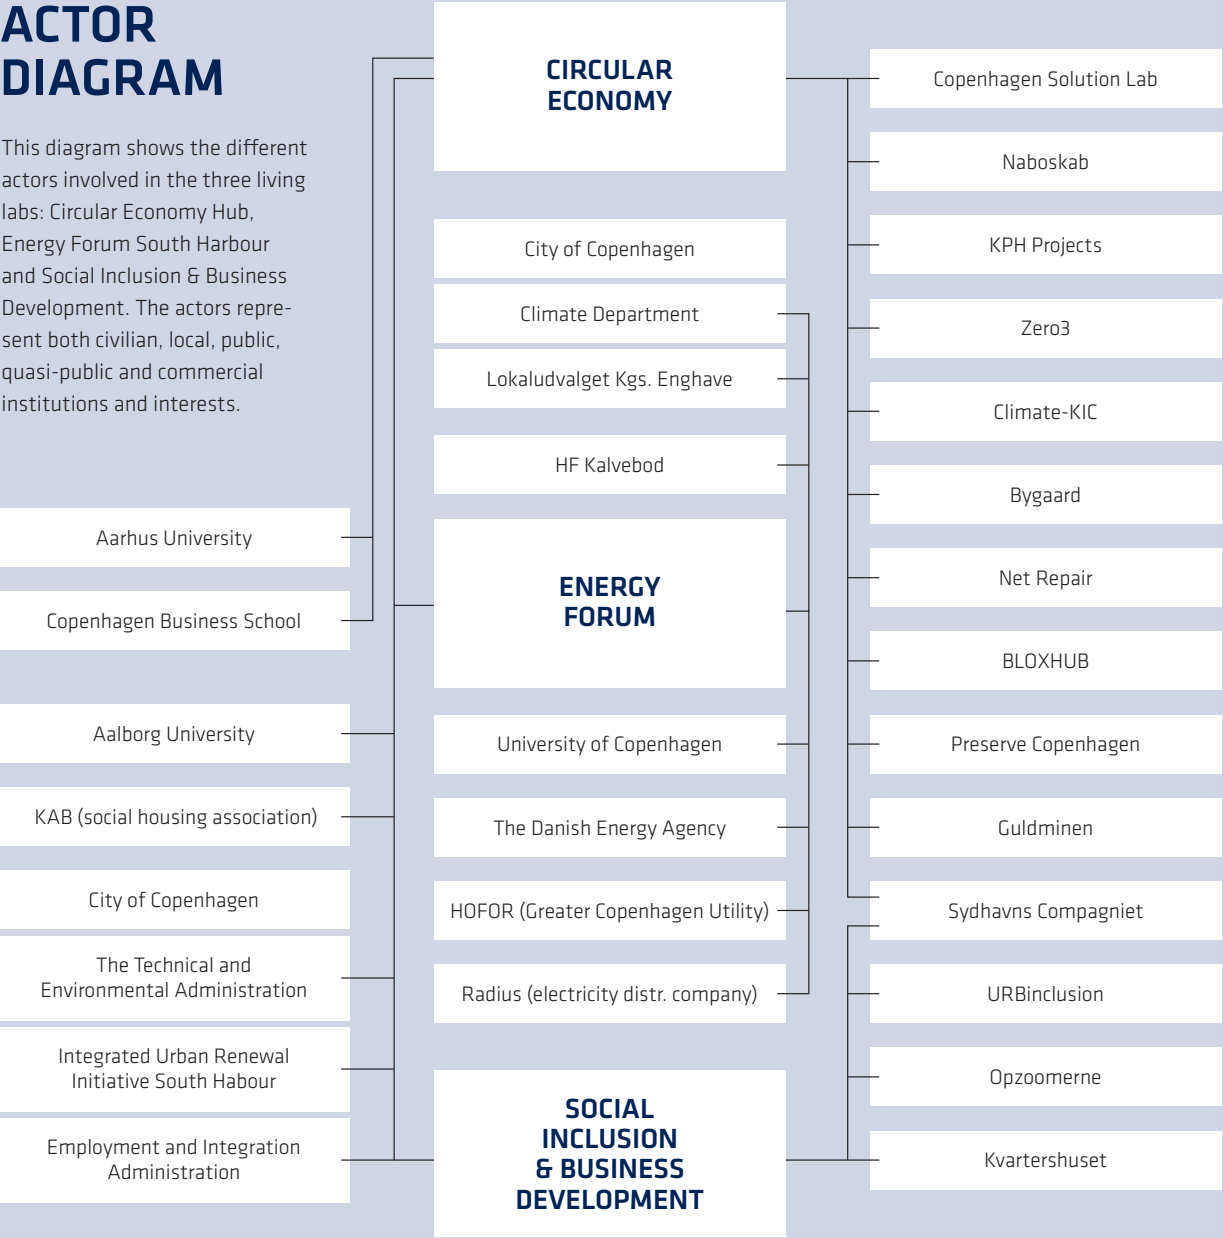 ACTOR
DIAGRAM
This diagram shows the different
actors involved in the three living
labs: Circular Economy Hub,
Energy Forum South Harbour
and Social Inclusion & Business
Development. The actors repre-
sent both civilian, local, public,
quasi-public and commercial
institutions and interests.
Aarhus University
Copenhagen Business School
Aalborg University
KAB (social housing association)
City of Copenhagen
The Technical and
Environmental Administration
Integrated Urban Renewal
Initiative South Habour
Employment and Integration
Administration
CIRCULAR
ECONOMY
City of Copenhagen
Climate Department
Lokaludvalget Kgs. Enghave
HF Kalvebod
ENERGY
FORUM
University of Copenhagen
The Danish Energy Agency
HOFOR (Greater Copenhagen Utility)
Radius (electricity distr. company)
SOCIAL
INCLUSION
& BUSINESS
DEVELOPMENT
Copenhagen Solution Lab
Naboskab
KPH Projects
Zero3
Climate-KIC
Bygaard
Net Repair
BLOXHUB
Preserve Copenhagen
Guldminen
Sydhavns Compagniet
URBinclusion
Opzoomerne
Kvartershuset